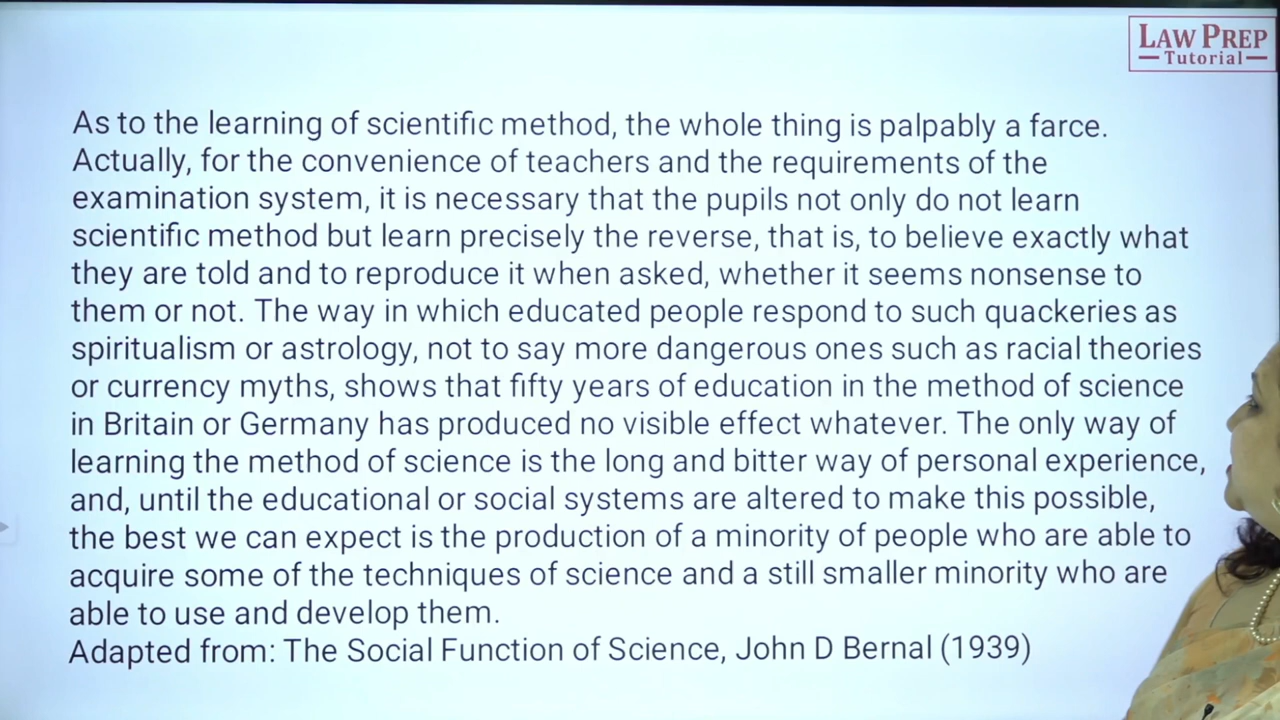 LAW PREP
Tutorial
As to the learning of scientific method, the whole thing is palpably a farce.
Actually, for the convenience of teachers and the requirements of the
examination system, it is necessary that the pupils not only do not learn
scientific method but learn precisely the reverse, that is, to believe exactly what
they are told and to reproduce it when asked, whether it seems nonsense to
them or not. The way in which educated people respond to such quackeries as
spiritualism or astrology, not to say more dangerous ones such as racial theories
or currency myths, shows that fifty years of education in the method of science
in Britain or Germany has produced no visible effect whatever. The only way of
learning the method of science is the long and bitter way of personal experience,
and, until the educational or social systems are altered to make this possible,
the best we can expect is the production of a minority of people who are able to
acquire some of the techniques of science and a still smaller minority who are
able to use and develop them.
Adapted from: The Social Function of Science, John D Bernal (1939)